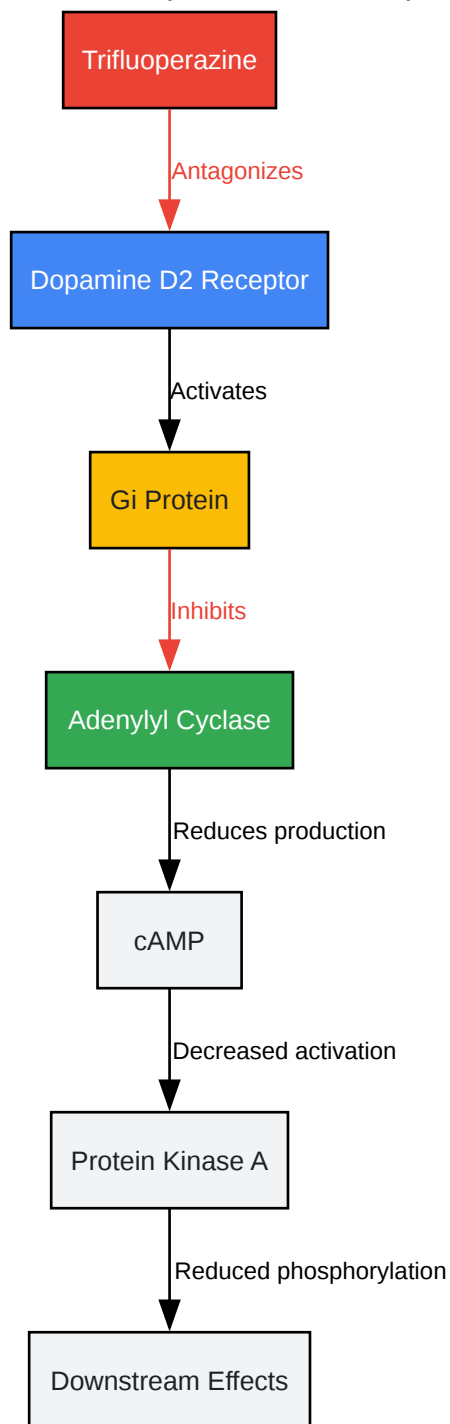 Trifluoperazine
Antagonizes
Dopamine D2 Receptor
Activates
Gi Protein
Inhibits
Adenylyl Cyclase
Reduces production
cAMP
Decreased activation
Protein Kinase A
Reduced phosphorylation
Downstream Effects